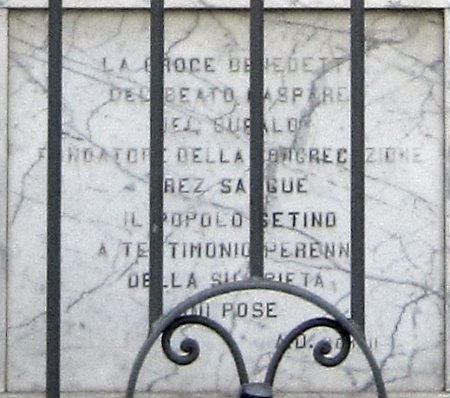 LA CROCE BENEDETTA
DEL BEATO GASPARE
DEL BUFALO
FONDATORE DELLA CONGREGAZIONE
PREZ SANGUE
IL POPOLO SETINO
A TESTIMONIO PERENNE
DELLA SUA PIETA
QUI POSE
A.D.